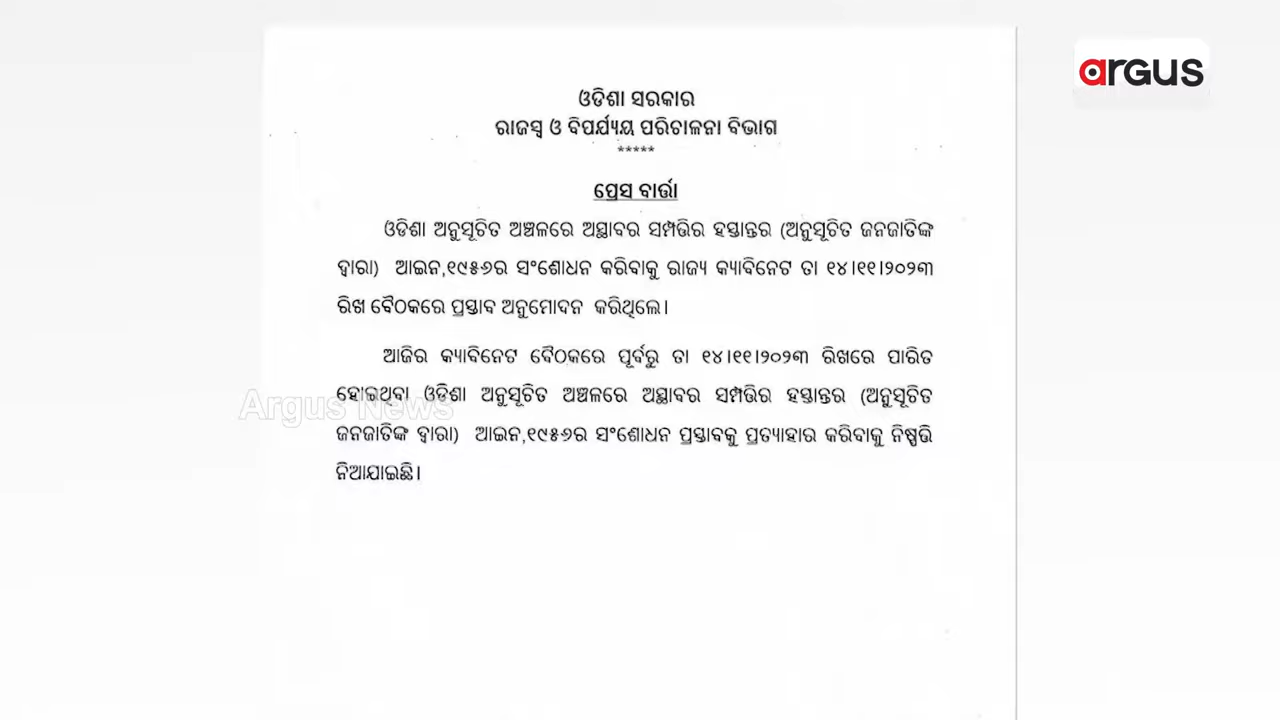 argus
ଓଡିଶା ସରକାର
ରାଜସ୍ୱ ଓ ବିପର୍ଯ୍ୟୟ ପରିଚାଳନା ବିଭାଗ
*****
ପ୍ରେସ ବାର୍ତ୍ତା
ଓଡିଶା ଅନୁସୂଚିତ ଅଞ୍ଚଳରେ ଅସ୍ଥାବର ସମ୍ପତ୍ତିର ହସ୍ତାନ୍ତର (ଅନୁସୂଚିତ ଜନଜାତିଙ୍କ
ଦ୍ୱାରା) ଆଇନ,୧୯୫୬ର ସଂଶୋଧନ କରିବାକୁ ରାଜ୍ୟ କ୍ୟାବିନେଟ ତା ୧୪।୧୧।୨୦୨୩
ରିଖ ବୈଠକରେ ପ୍ରସ୍ତାବ ଅନୁମୋଦନ କରିଥିଲେ।
ଆଜିର କ୍ୟାବିନେଟ ବୈଠକରେ ପୂର୍ବରୁ ତା ୧୪।୧୧।୨୦୨୩ ରିଖରେ ପାରିତ
ହୋଇଥିବା ଓଡିଶା ଅନୁସୂଚିତ ଅଞ୍ଚଳରେ ଅସ୍ଥାବର ସମ୍ପତ୍ତିର ହସ୍ତାନ୍ତର (ଅନୁସୂଚିତ
Argus News
ଜନଜାତିଙ୍କ ଦ୍ୱାରା) ଆଇନ,୧୯୫୬ର ସଂଶୋଧନ ପ୍ରସ୍ତାବକୁ ପ୍ରତ୍ୟାହାର କରିବାକୁ ନିଷ୍ପତ୍ତି
ନିଆଯାଇଛି।